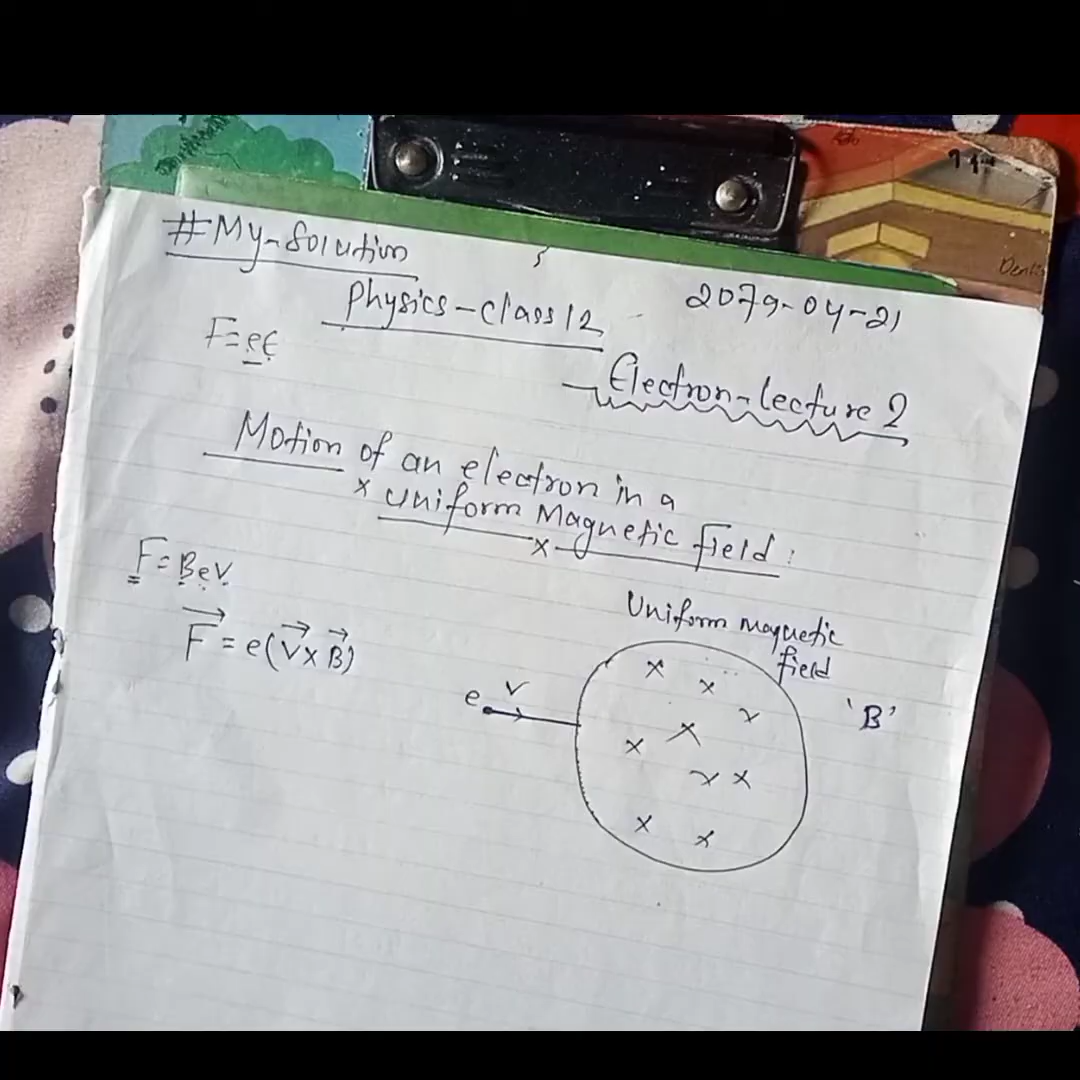 #My-Solution
Physics-class 12
2079-04-21
F=eE
Electron-lecture 2
Motion of an electron in a
uniform Magnetic field:
F=BeV
F = e(V x B)
Uniform magnetic
field
e V
'B'